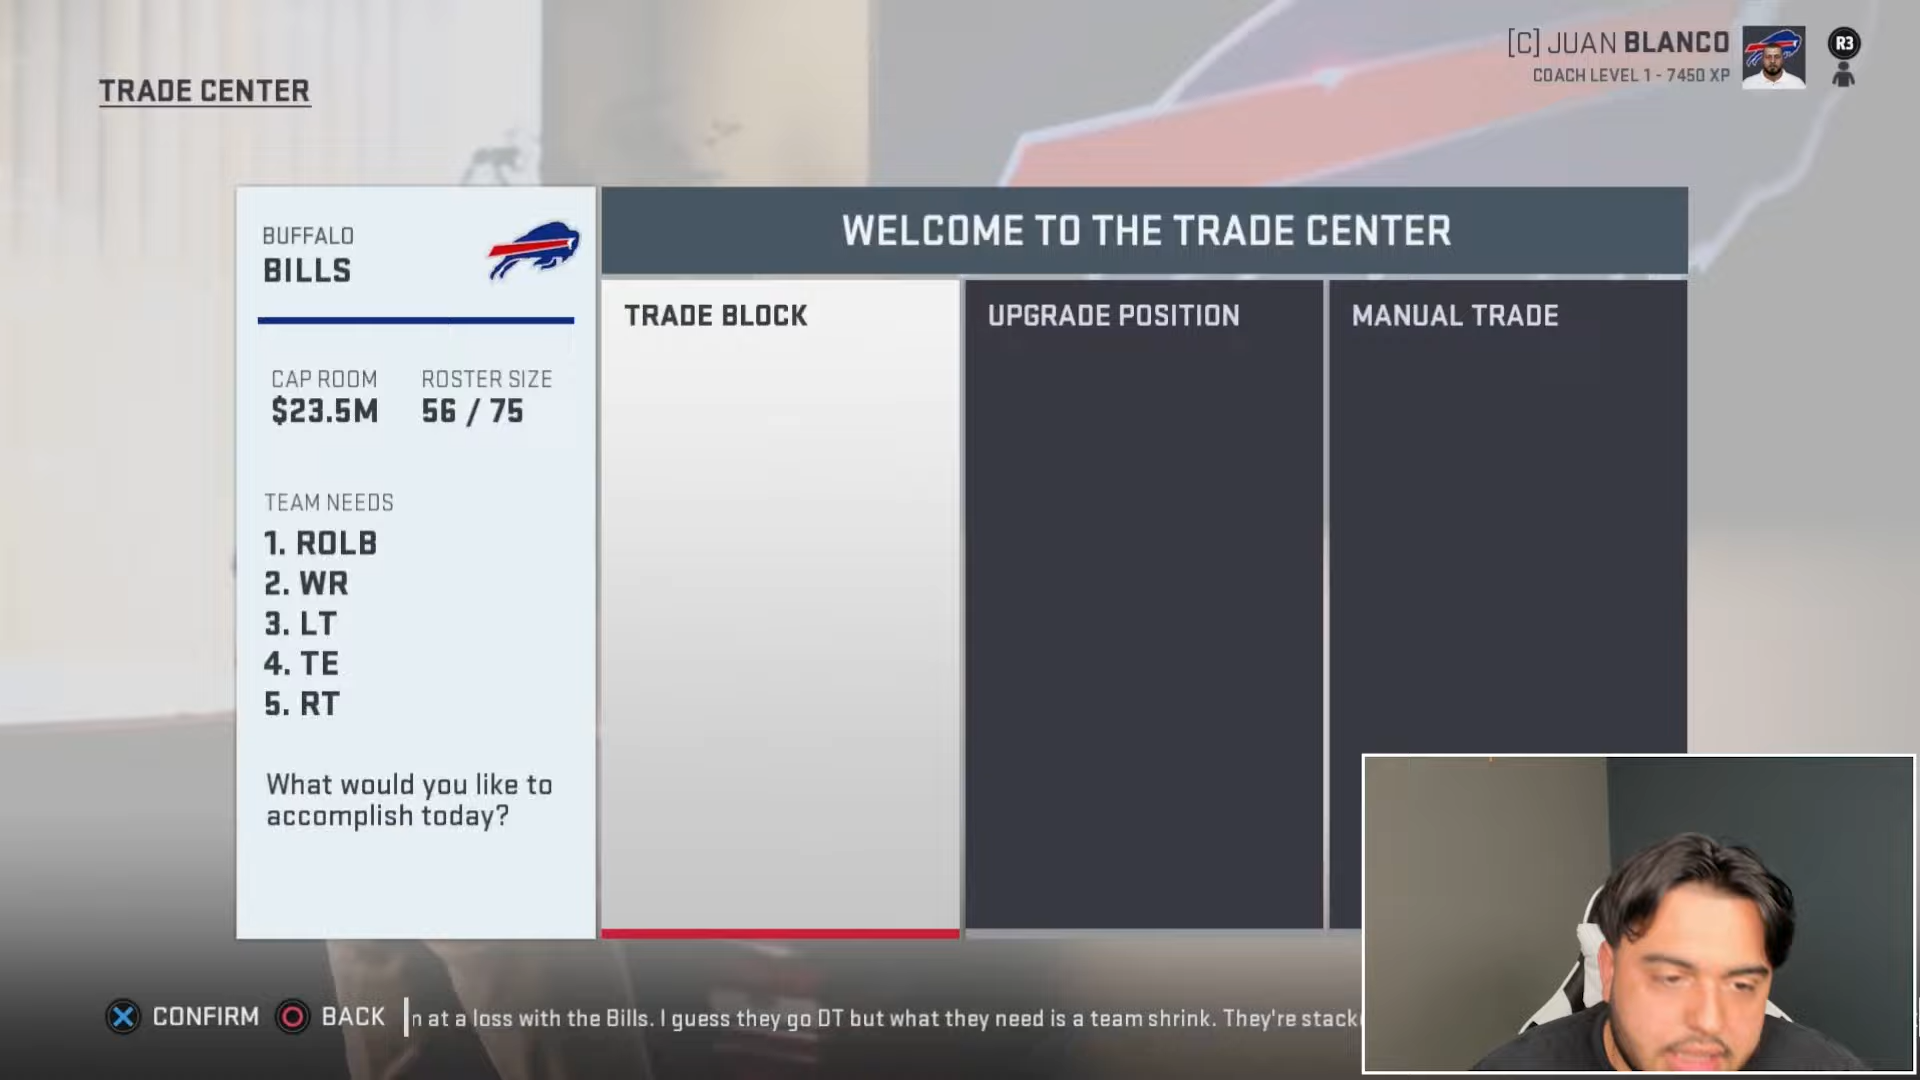 TRADE CENTER
[C] JUAN BLANCO
COACH LEVEL 1 - 7450 XP
R3
BUFFALO
BILLS
CAP ROOM
$23.5M
ROSTER SIZE
56 / 75
TEAM NEEDS
1. ROLB
2. WR
3. LT
4. TE
5. RT
What would you like to
accomplish today?
WELCOME TO THE TRADE CENTER
TRADE BLOCK
UPGRADE POSITION
MANUAL TRADE
CONFIRM
BACK
n at a loss with the Bills. I guess they go DT but what they need is a team shrink. They're stack